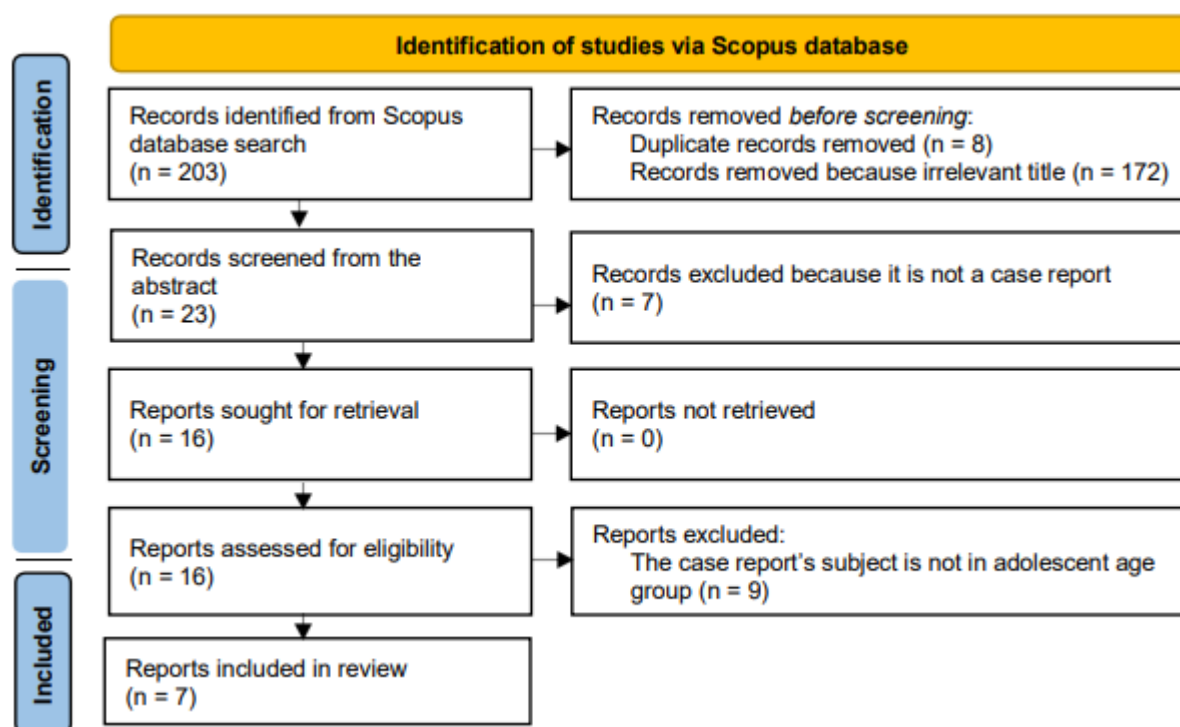 Identification of studies via Scopus database
Identification
Records identified from Scopus
database search
(n = 203)
Records removed before screening:
Duplicate records removed (n = 8)
Records removed because irrelevant title (n = 172)
Screening
Records screened from the
abstract
(n = 23)
Records excluded because it is not a case report
(n = 7)
Reports sought for retrieval
(n = 16)
Reports not retrieved
(n = 0)
Reports assessed for eligibility
(n = 16)
Reports excluded:
The case report's subject is not in adolescent age
group (n = 9)
Included
Reports included in review
(n = 7)